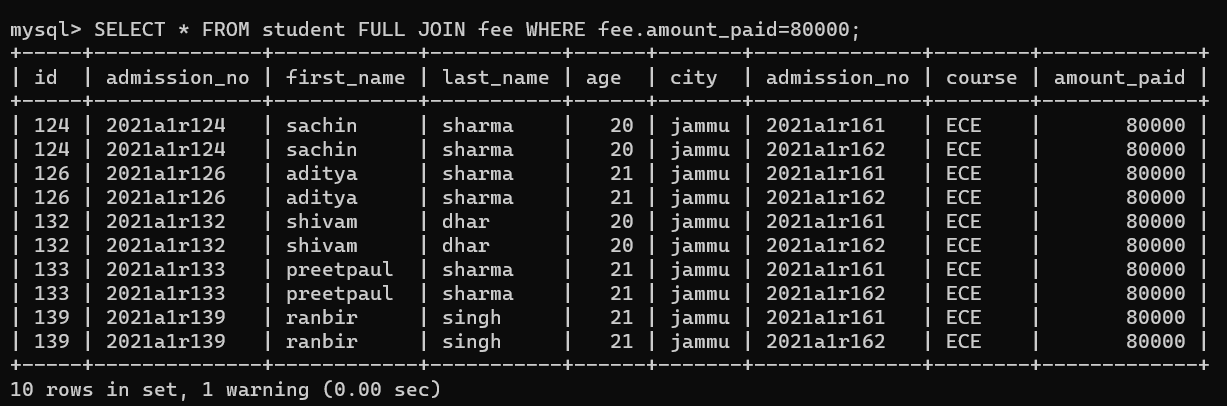 mysql> SELECT * FROM student FULL JOIN fee WHERE fee.amount_paid=80000;
+-----+--------------+------------+-----------+------+-------+--------------+--------+-------------+
| id  | admission_no | first_name | last_name | age  | city  | admission_no | course | amount_paid |
+-----+--------------+------------+-----------+------+-------+--------------+--------+-------------+
| 124 | 2021a1r124   | sachin     | sharma    |   20 | jammu | 2021a1r161   | ECE    |       80000 |
| 124 | 2021a1r124   | sachin     | sharma    |   20 | jammu | 2021a1r162   | ECE    |       80000 |
| 126 | 2021a1r126   | aditya     | sharma    |   21 | jammu | 2021a1r161   | ECE    |       80000 |
| 126 | 2021a1r126   | aditya     | sharma    |   21 | jammu | 2021a1r162   | ECE    |       80000 |
| 132 | 2021a1r132   | shivam     | dhar      |   20 | jammu | 2021a1r161   | ECE    |       80000 |
| 132 | 2021a1r132   | shivam     | dhar      |   20 | jammu | 2021a1r162   | ECE    |       80000 |
| 133 | 2021a1r133   | preetpaul  | sharma    |   21 | jammu | 2021a1r161   | ECE    |       80000 |
| 133 | 2021a1r133   | preetpaul  | sharma    |   21 | jammu | 2021a1r162   | ECE    |       80000 |
| 139 | 2021a1r139   | ranbir     | singh     |   21 | jammu | 2021a1r161   | ECE    |       80000 |
| 139 | 2021a1r139   | ranbir     | singh     |   21 | jammu | 2021a1r162   | ECE    |       80000 |
+-----+--------------+------------+-----------+------+-------+--------------+--------+-------------+
10 rows in set, 1 warning (0.00 sec)